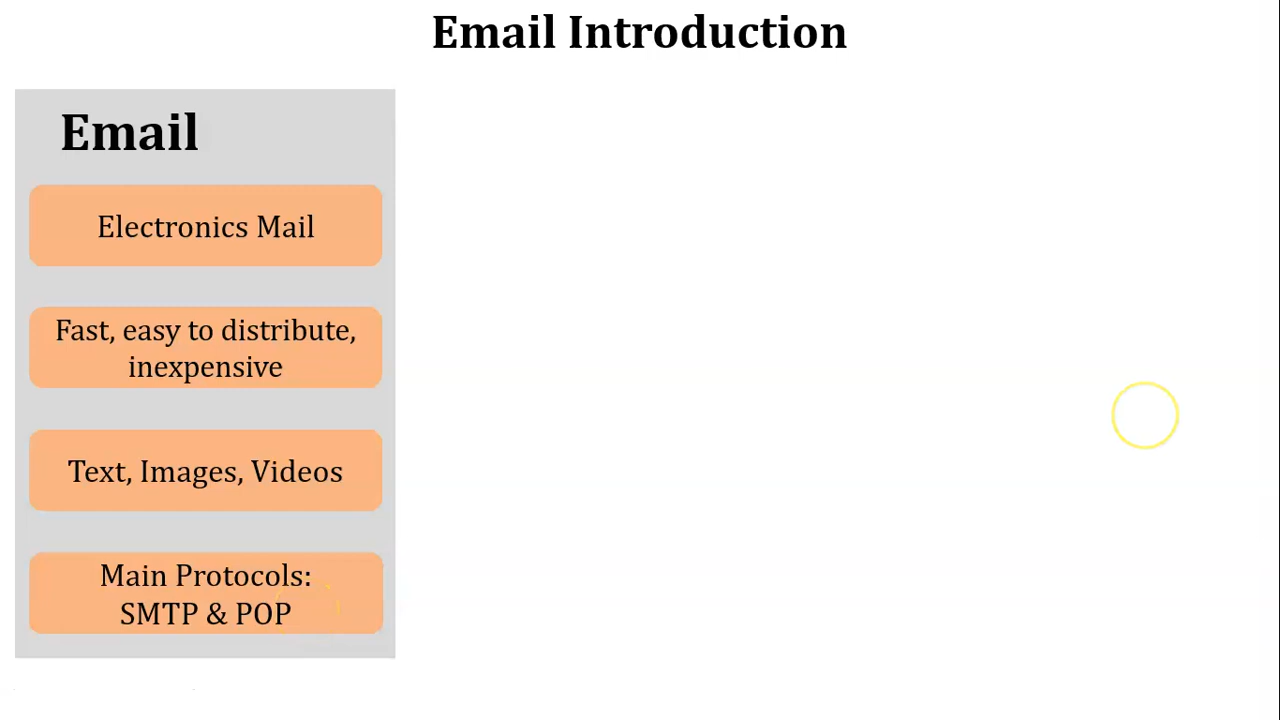 Email Introduction
Email
Electronics Mail
Fast, easy to distribute,
inexpensive
Text, Images, Videos
Main Protocols:
SMTP & POP